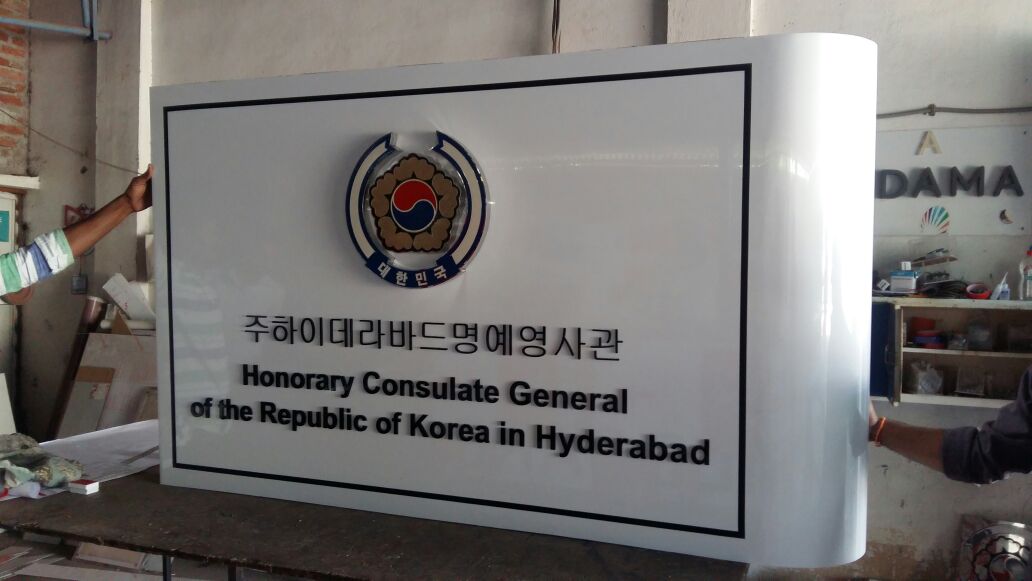 대한민국
주하이데라바드명예영사관
Honorary Consulate General
of the Republic of Korea in Hyderabad
A
DAMA